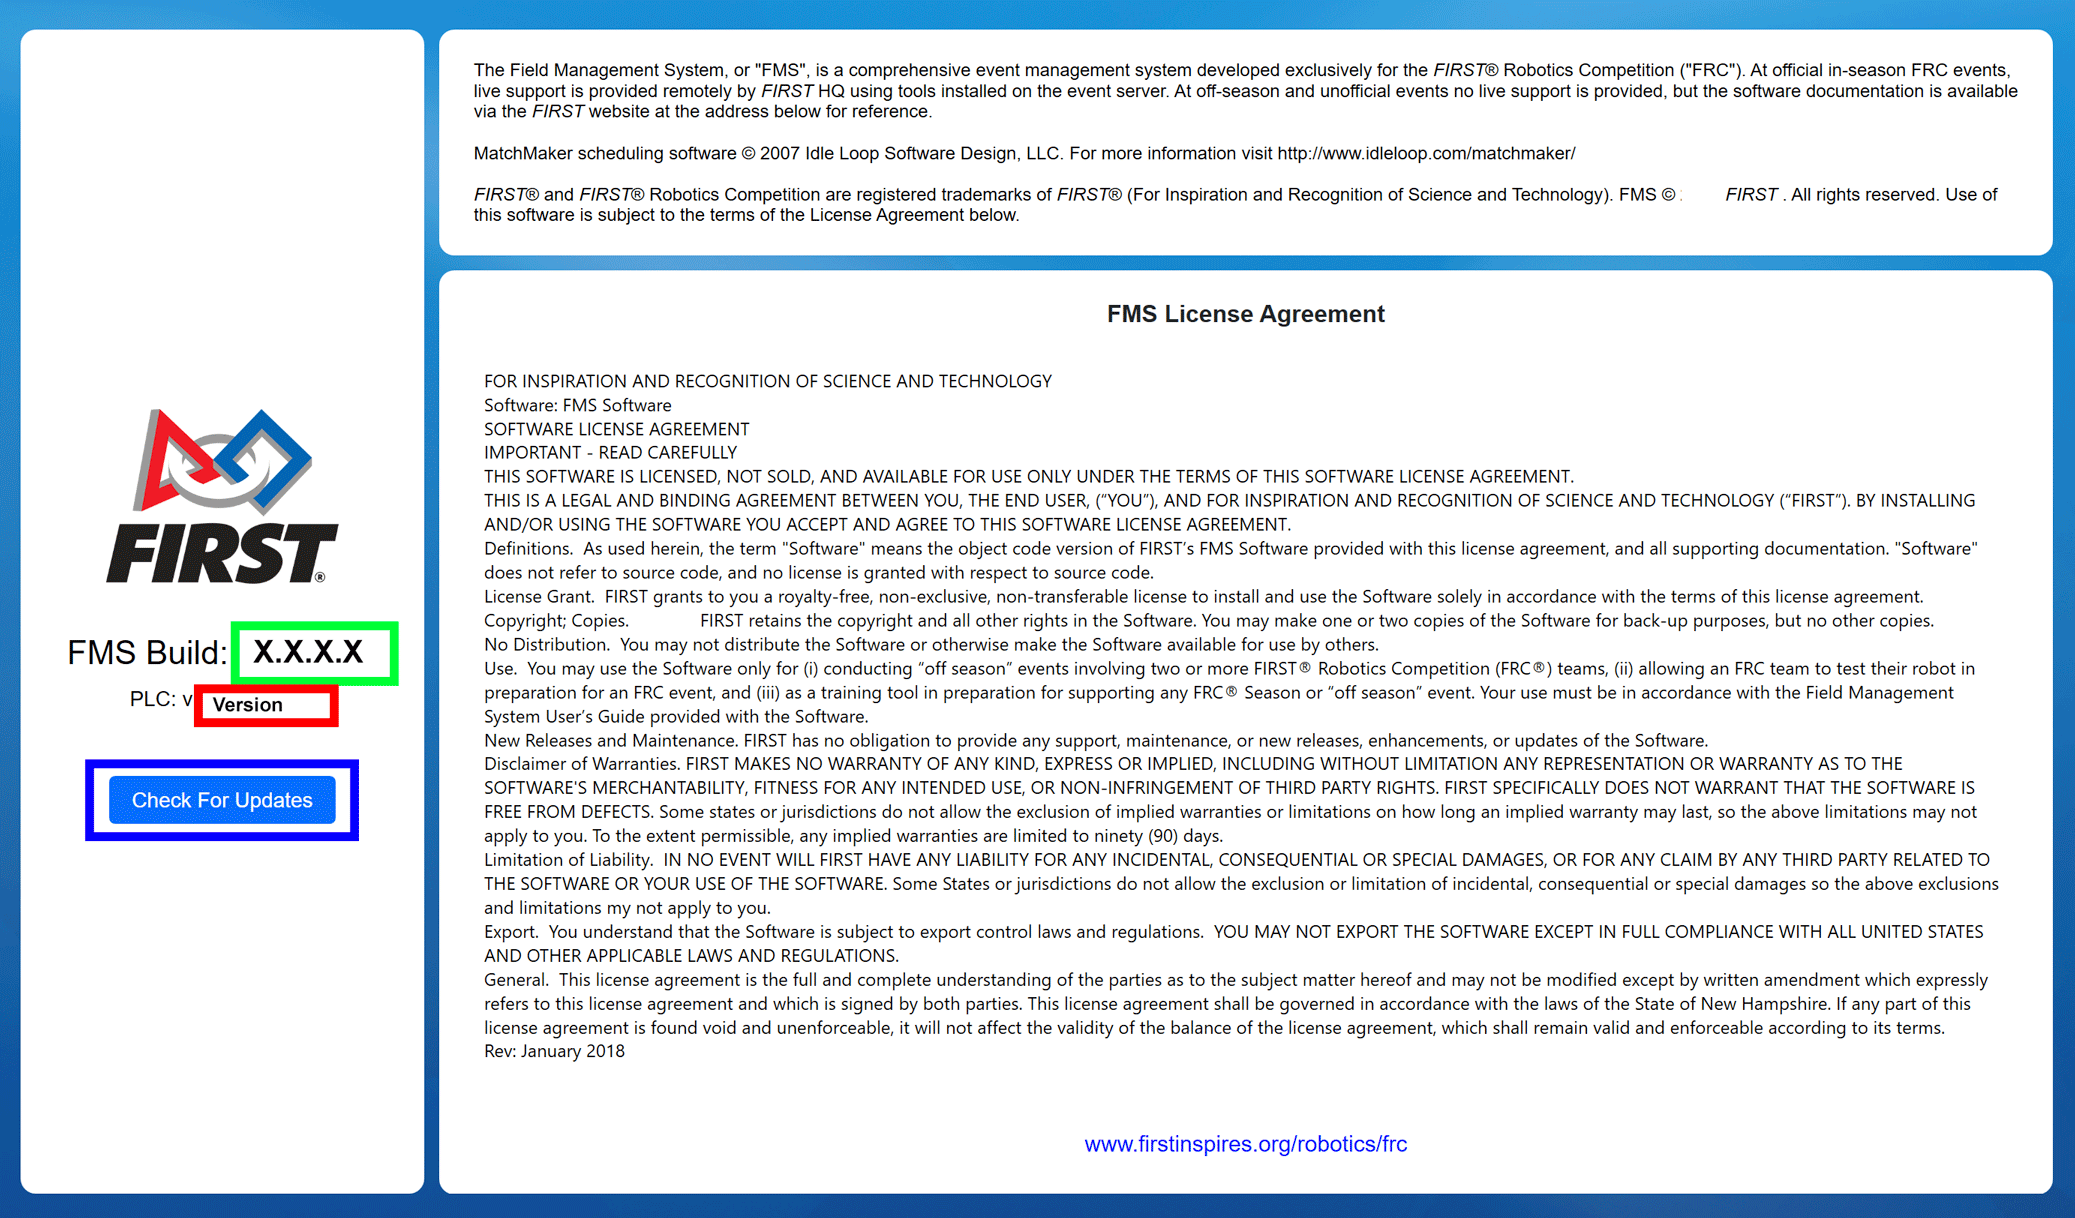 The Field Management System, or "FMS", is a comprehensive event management system developed exclusively for the FIRST® Robotics Competition ("FRC"). At official in-season FRC events,
live support is provided remotely by FIRST HQ using tools installed on the event server. At off-season and unofficial events no live support is provided, but the software documentation is available
via the FIRST website at the address below for reference.
MatchMaker scheduling software © 2007 Idle Loop Software Design, LLC. For more information visit http://www.idleloop.com/matchmaker/
FIRST® and FIRST® Robotics Competition are registered trademarks of FIRST® (For Inspiration and Recognition of Science and Technology). FMS © FIRST . All rights reserved. Use of
this software is subject to the terms of the License Agreement below.
FIRST®
FMS Build: X.X.X.X
PLC: v Version
Check For Updates
FMS License Agreement
FOR INSPIRATION AND RECOGNITION OF SCIENCE AND TECHNOLOGY
Software: FMS Software
SOFTWARE LICENSE AGREEMENT
IMPORTANT - READ CAREFULLY
THIS SOFTWARE IS LICENSED, NOT SOLD, AND AVAILABLE FOR USE ONLY UNDER THE TERMS OF THIS SOFTWARE LICENSE AGREEMENT.
THIS IS A LEGAL AND BINDING AGREEMENT BETWEEN YOU, THE END USER, (“YOU”), AND FOR INSPIRATION AND RECOGNITION OF SCIENCE AND TECHNOLOGY (“FIRST”). BY INSTALLING
AND/OR USING THE SOFTWARE YOU ACCEPT AND AGREE TO THIS SOFTWARE LICENSE AGREEMENT.
Definitions.  As used herein, the term "Software" means the object code version of FIRST’s FMS Software provided with this license agreement, and all supporting documentation. "Software"
does not refer to source code, and no license is granted with respect to source code.
License Grant.  FIRST grants to you a royalty-free, non-exclusive, non-transferable license to install and use the Software solely in accordance with the terms of this license agreement.
Copyright; Copies.  FIRST retains the copyright and all other rights in the Software. You may make one or two copies of the Software for back-up purposes, but no other copies.
No Distribution.  You may not distribute the Software or otherwise make the Software available for use by others.
Use.  You may use the Software only for (i) conducting “off season” events involving two or more FIRST® Robotics Competition (FRC®) teams, (ii) allowing an FRC team to test their robot in
preparation for an FRC event, and (iii) as a training tool in preparation for supporting any FRC® Season or “off season” event. Your use must be in accordance with the Field Management
System User’s Guide provided with the Software.
New Releases and Maintenance. FIRST has no obligation to provide any support, maintenance, or new releases, enhancements, or updates of the Software.
Disclaimer of Warranties. FIRST MAKES NO WARRANTY OF ANY KIND, EXPRESS OR IMPLIED, INCLUDING WITHOUT LIMITATION ANY REPRESENTATION OR WARRANTY AS TO THE
SOFTWARE'S MERCHANTABILITY, FITNESS FOR ANY INTENDED USE, OR NON-INFRINGEMENT OF THIRD PARTY RIGHTS. FIRST SPECIFICALLY DOES NOT WARRANT THAT THE SOFTWARE IS
FREE FROM DEFECTS. Some states or jurisdictions do not allow the exclusion of implied warranties or limitations on how long an implied warranty may last, so the above limitations may not
apply to you. To the extent permissible, any implied warranties are limited to ninety (90) days.
Limitation of Liability.  IN NO EVENT WILL FIRST HAVE ANY LIABILITY FOR ANY INCIDENTAL, CONSEQUENTIAL OR SPECIAL DAMAGES, OR FOR ANY CLAIM BY ANY THIRD PARTY RELATED TO
THE SOFTWARE OR YOUR USE OF THE SOFTWARE. Some States or jurisdictions do not allow the exclusion or limitation of incidental, consequential or special damages so the above exclusions
and limitations my not apply to you.
Export.  You understand that the Software is subject to export control laws and regulations.  YOU MAY NOT EXPORT THE SOFTWARE EXCEPT IN FULL COMPLIANCE WITH ALL UNITED STATES
AND OTHER APPLICABLE LAWS AND REGULATIONS.
General.  This license agreement is the full and complete understanding of the parties as to the subject matter hereof and may not be modified except by written amendment which expressly
refers to this license agreement and which is signed by both parties. This license agreement shall be governed in accordance with the laws of the State of New Hampshire. If any part of this
license agreement is found void and unenforceable, it will not affect the validity of the balance of the license agreement, which shall remain valid and enforceable according to its terms.
Rev: January 2018
www.firstinspires.org/robotics/frc